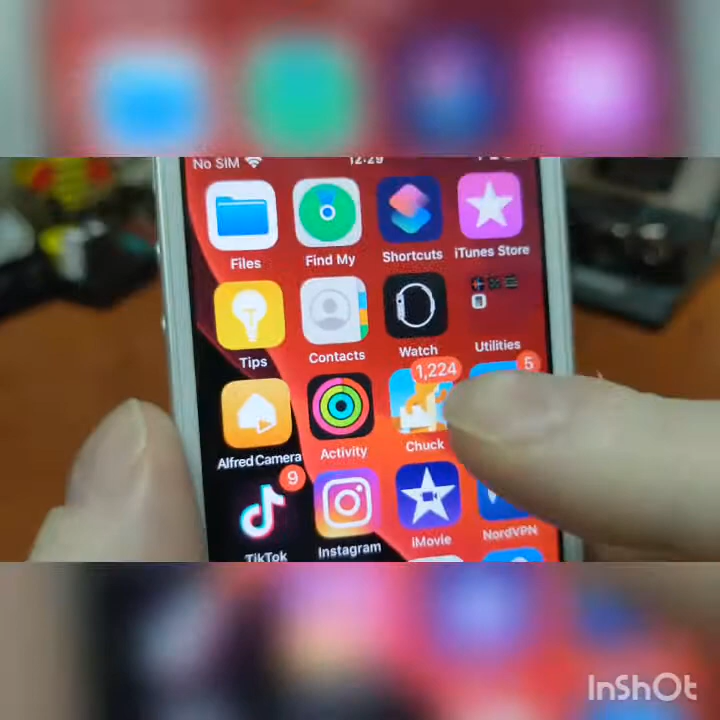 No SIM 12:29
Files Find My Shortcuts iTunes Store
Tips Contacts Watch Utilities
1,224 5
Alfred Camera Activity Chuck
9
TikTok Instagram iMovie NordVPN
InShOt